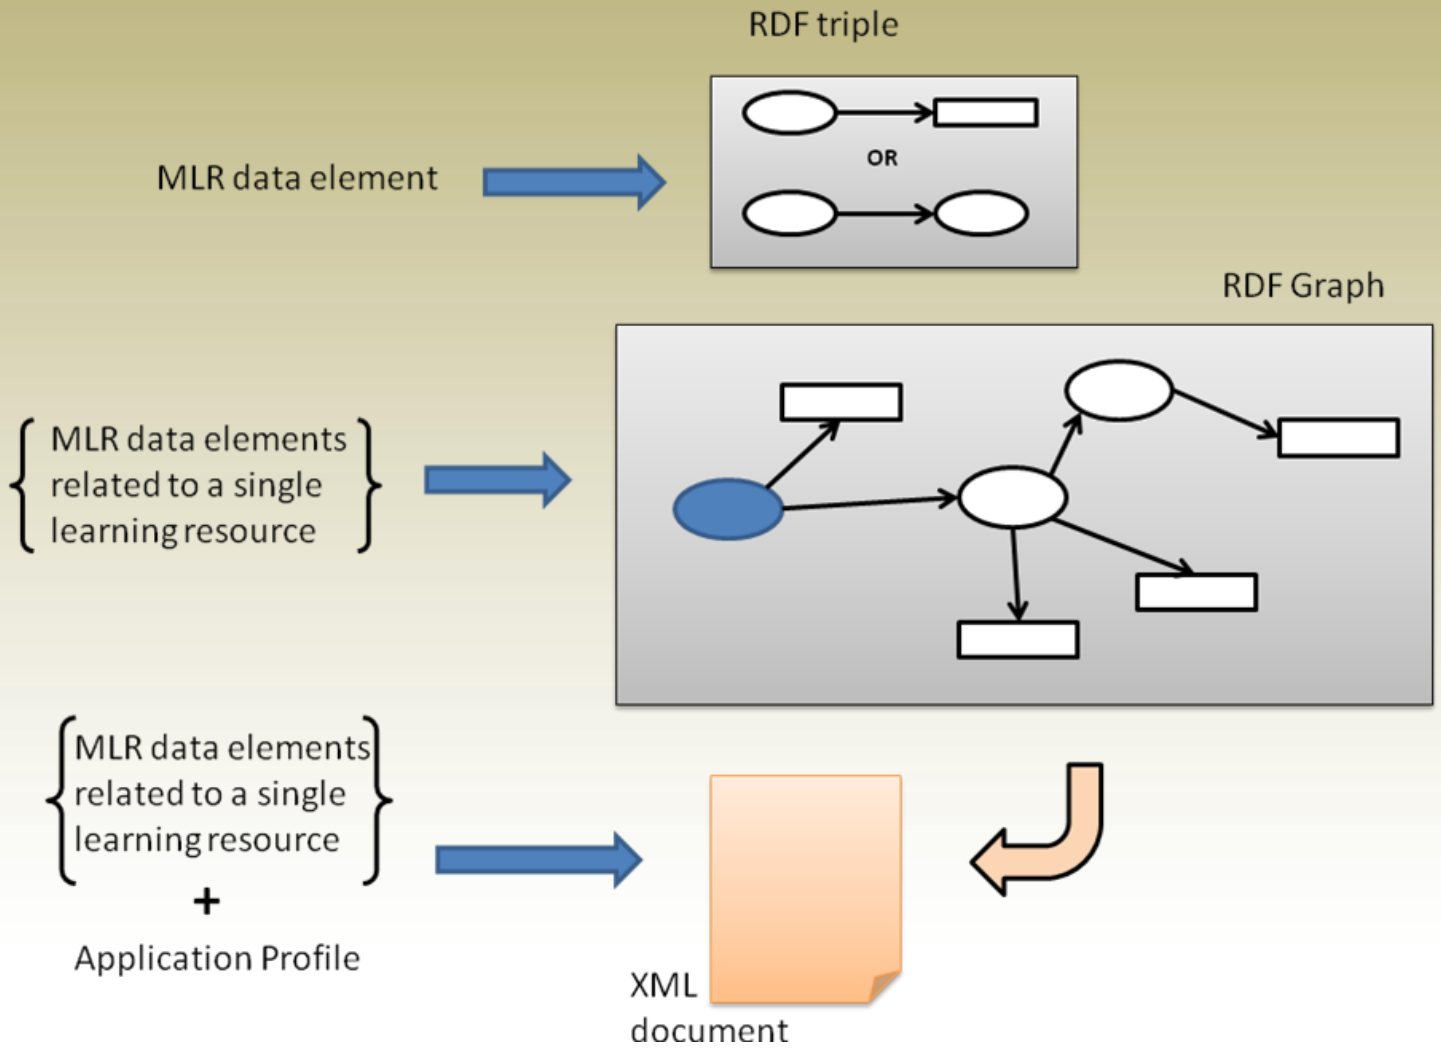 RDF triple
OR
MLR data element
RDF Graph
MLR data elements
related to a single
learning resource
MLR data elements
related to a single
learning resource
+
Application Profile
XML
document